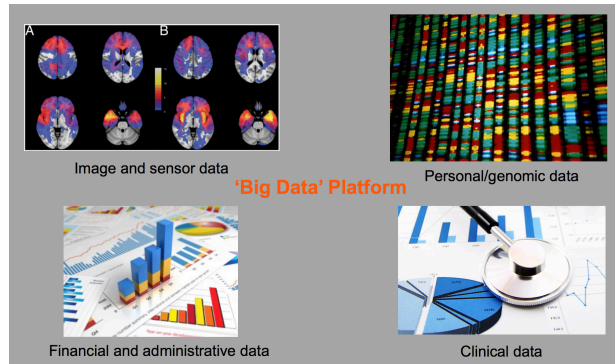 A
B
Image and sensor data
Personal/genomic data
'Big Data' Platform
Financial and administrative data
Clinical data